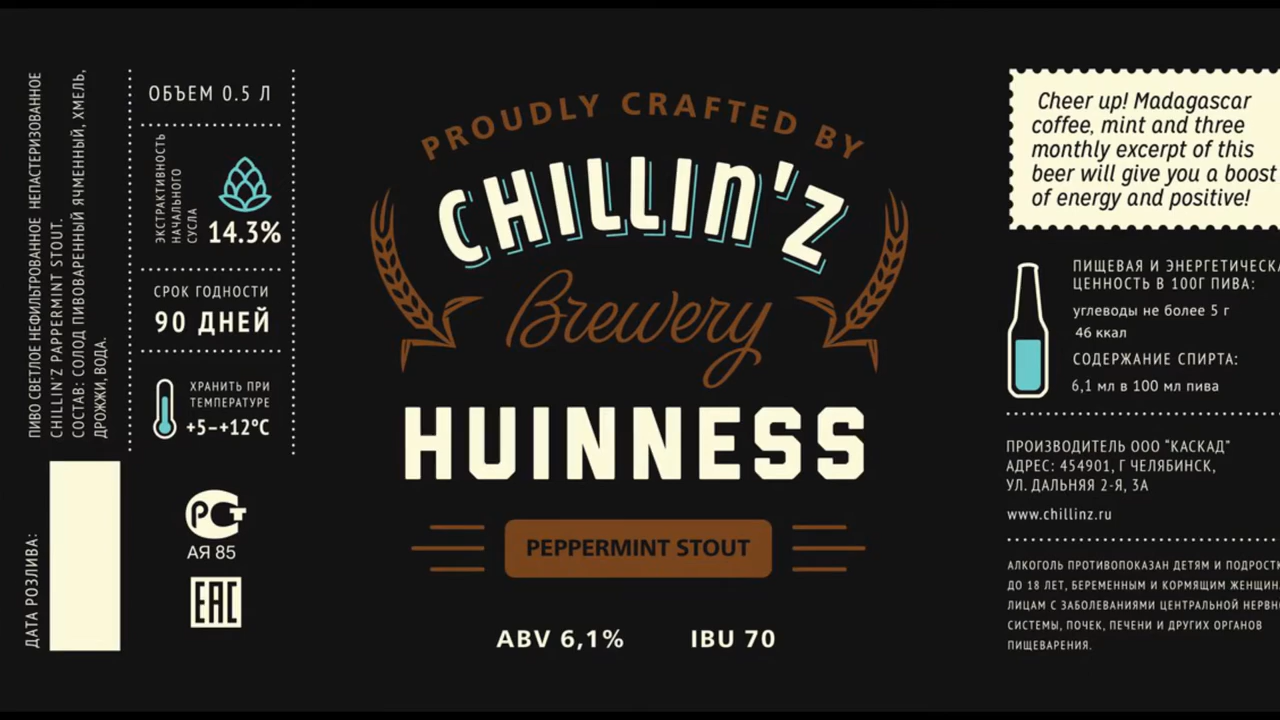 ПИВО СВЕТЛОЕ НЕФИЛЬТРОВАННОЕ НЕПАСТЕРИЗОВАННОЕ
CHILLIN'Z PAPPERMINT STOUT.
СОСТАВ: СОЛОД ПИВОВАРЕННЫЙ ЯЧМЕННЫЙ, ХМЕЛЬ,
ДРОЖЖИ, ВОДА.
ДАТА РОЗЛИВА:
ОБЪЕМ 0.5 Л
ЭКСТРАКТИВНОСТЬ
НАЧАЛЬНОГО
СУСЛА
14.3%
СРОК ГОДНОСТИ
90 ДНЕЙ
ХРАНИТЬ ПРИ
ТЕМПЕРАТУРЕ
+5-+12°C
РСТ
АЯ 85
EAC
PROUDLY CRAFTED BY
CHILLIN'Z
Brewery
HUINNESS
PEPPERMINT STOUT
ABV 6,1% IBU 70
Cheer up! Madagascar
coffee, mint and three
monthly excerpt of this
beer will give you a boost
of energy and positive!
ПИЩЕВАЯ И ЭНЕРГЕТИЧЕСКА
ЦЕННОСТЬ В 100Г ПИВА:
углеводы не более 5 г
46 ккал
СОДЕРЖАНИЕ СПИРТА:
6,1 мл в 100 мл пива
ПРОИЗВОДИТЕЛЬ ООО "КАСКАД"
АДРЕС: 454901, Г ЧЕЛЯБИНСК,
УЛ. ДАЛЬНЯЯ 2-Я, 3А
www.chillinz.ru
АЛКОГОЛЬ ПРОТИВОПОКАЗАН ДЕТЯМ И ПОДРОСТК
ДО 18 ЛЕТ, БЕРЕМЕННЫМ И КОРМЯЩИМ ЖЕНЩИН
ЛИЦАМ С ЗАБОЛЕВАНИЯМИ ЦЕНТРАЛЬНОЙ НЕРВНО
СИСТЕМЫ, ПОЧЕК, ПЕЧЕНИ И ДРУГИХ ОРГАНОВ
ПИЩЕВАРЕНИЯ.